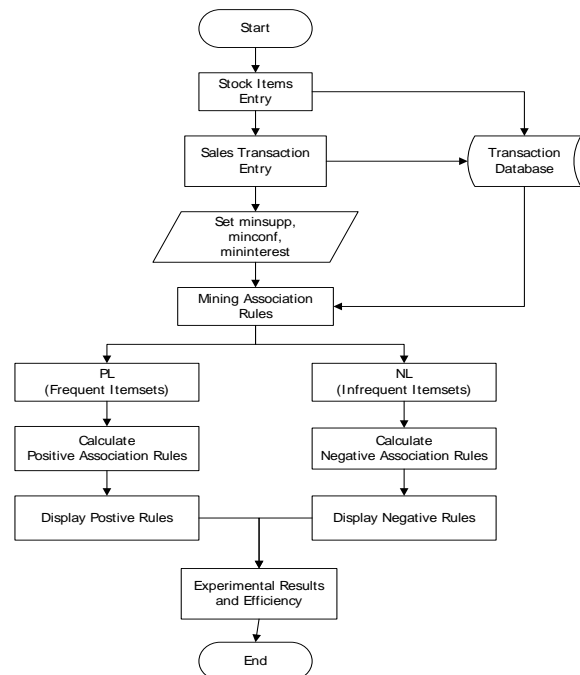 Start
Stock Items
Entry
Sales Transaction
Entry
Transaction
Database
Set minsupp,
minconf,
mininterest
Mining Association
Rules
PL
(Frequent Itemsets)
NL
(Infrequent Itemsets)
Calculate
Positive Association Rules
Calculate
Negative Association Rules
Display Postive Rules
Display Negative Rules
Experimental Results
and Efficiency
End